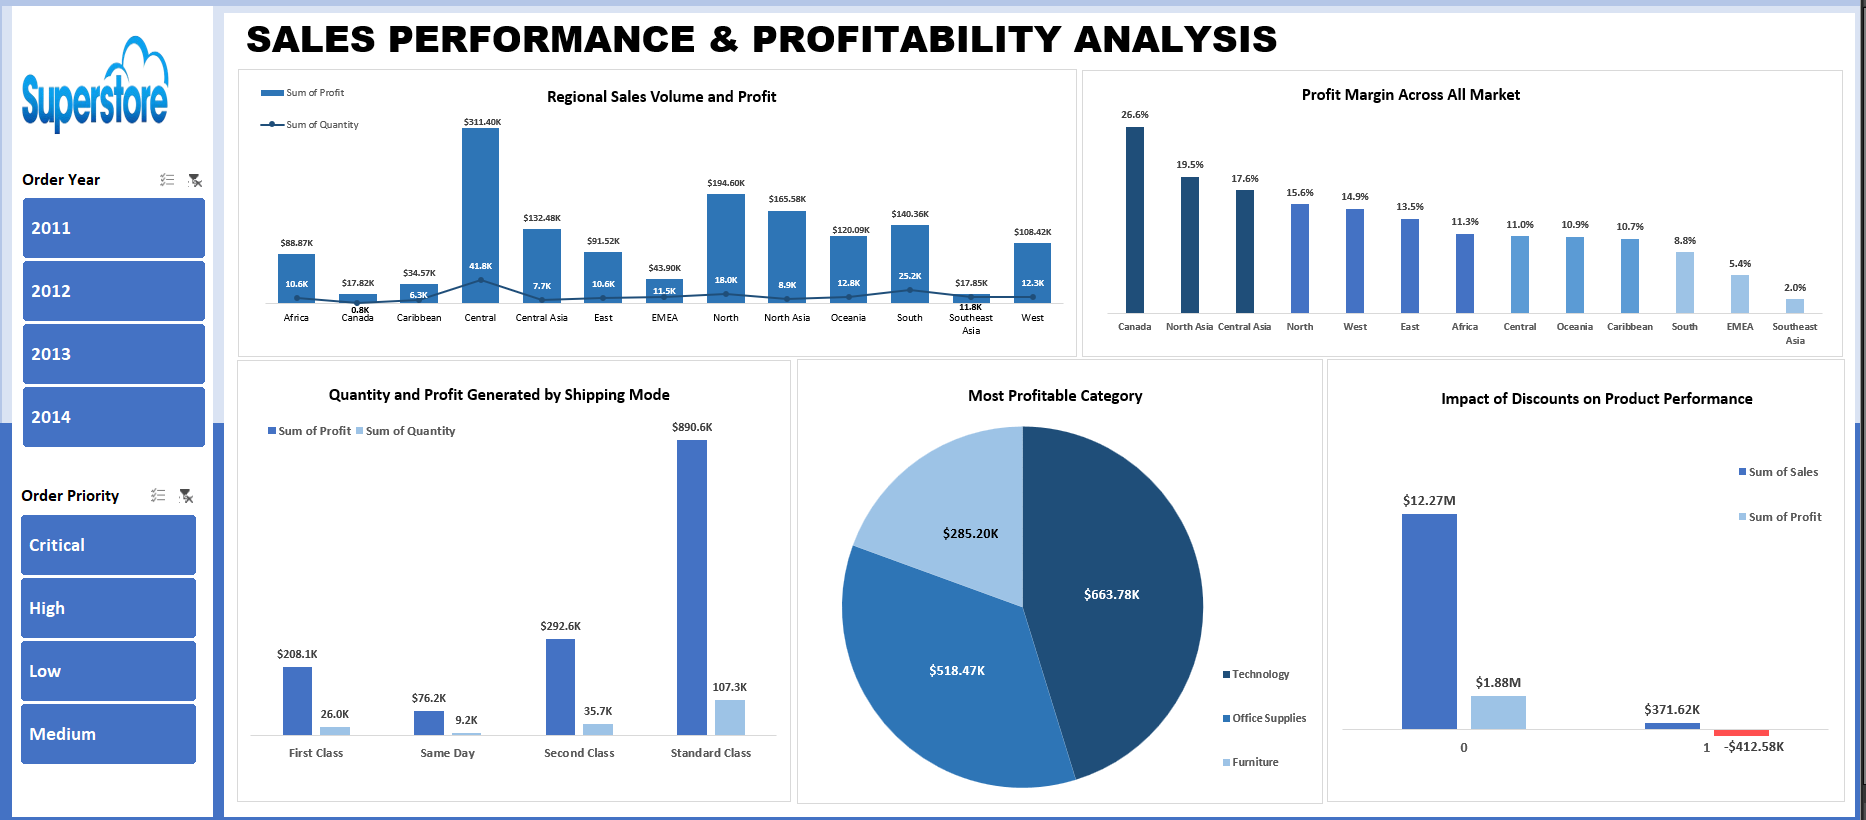 SALES PERFORMANCE & PROFITABILITY ANALYSIS
Superstore
Order Year
2011
2012
2013
2014
Order Priority
Critical
High
Low
Medium
Regional Sales Volume and Profit
Sum of Profit
Sum of Quantity
$88.87K
$17.82K
$34.57K
$311.40K
$132.48K
$91.52K
$43.90K
$194.60K
$165.58K
$120.09K
$140.36K
$17.85K
$108.42K
10.6K
0.8K
6.3K
41.8K
7.7K
10.6K
11.5K
18.0K
8.9K
12.8K
25.2K
11.8K
12.3K
Africa
Canada
Caribbean
Central
Central Asia
East
EMEA
North
North Asia
Oceania
South
Southeast
Asia
West
Profit Margin Across All Market
26.6%
19.5%
17.6%
15.6%
14.9%
13.5%
11.3%
11.0%
10.9%
10.7%
8.8%
5.4%
2.0%
Canada
North Asia
Central Asia
North
West
East
Africa
Central
Oceania
Caribbean
South
EMEA
Southeast
Asia
Quantity and Profit Generated by Shipping Mode
Sum of Profit
Sum of Quantity
$208.1K
26.0K
$76.2K
9.2K
$292.6K
35.7K
$890.6K
107.3K
First Class
Same Day
Second Class
Standard Class
Most Profitable Category
$285.20K
$663.78K
$518.47K
Technology
Office Supplies
Furniture
Impact of Discounts on Product Performance
Sum of Sales
Sum of Profit
$12.27M
$1.88M
$371.62K
-$412.58K
0
1